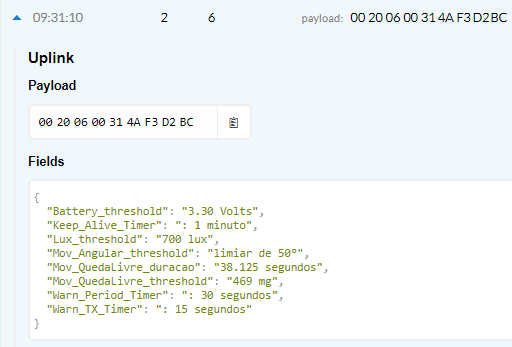 09:31:10 2 6 payload: 00 20 06 00 31 4A F3 D2 BC
Uplink
Payload
00 20 06 00 31 4A F3 D2 BC
Fields
{
"Battery_threshold": "3.30 Volts",
"Keep_Alive_Timer": ": 1 minuto",
"Lux_threshold": "700 lux",
"Mov_Angular_threshold": "limiar de 50º",
"Mov_QuedaLivre_duracao": "38.125 segundos",
"Mov_QuedaLivre_threshold": "469 mg",
"Warn_Period_Timer": ": 30 segundos",
"Warn_TX_Timer": ": 15 segundos"
}